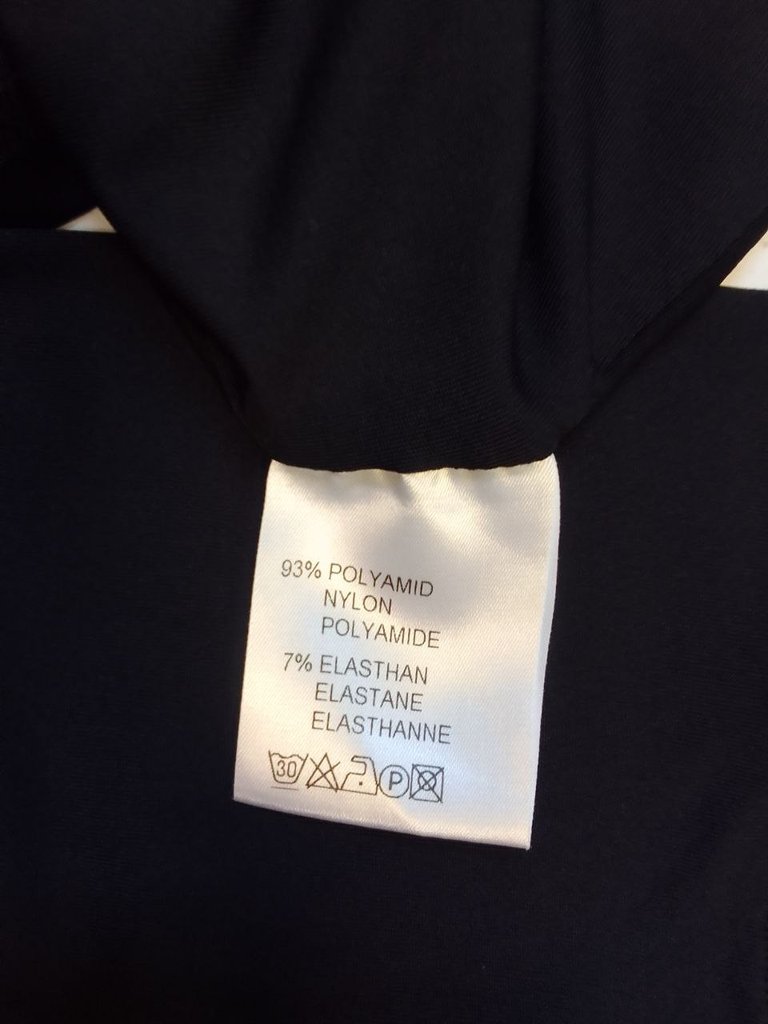 93% POLYAMID
NYLON
POLYAMIDE
7% ELASTHAN
ELASTANE
ELASTHANNE
30 P